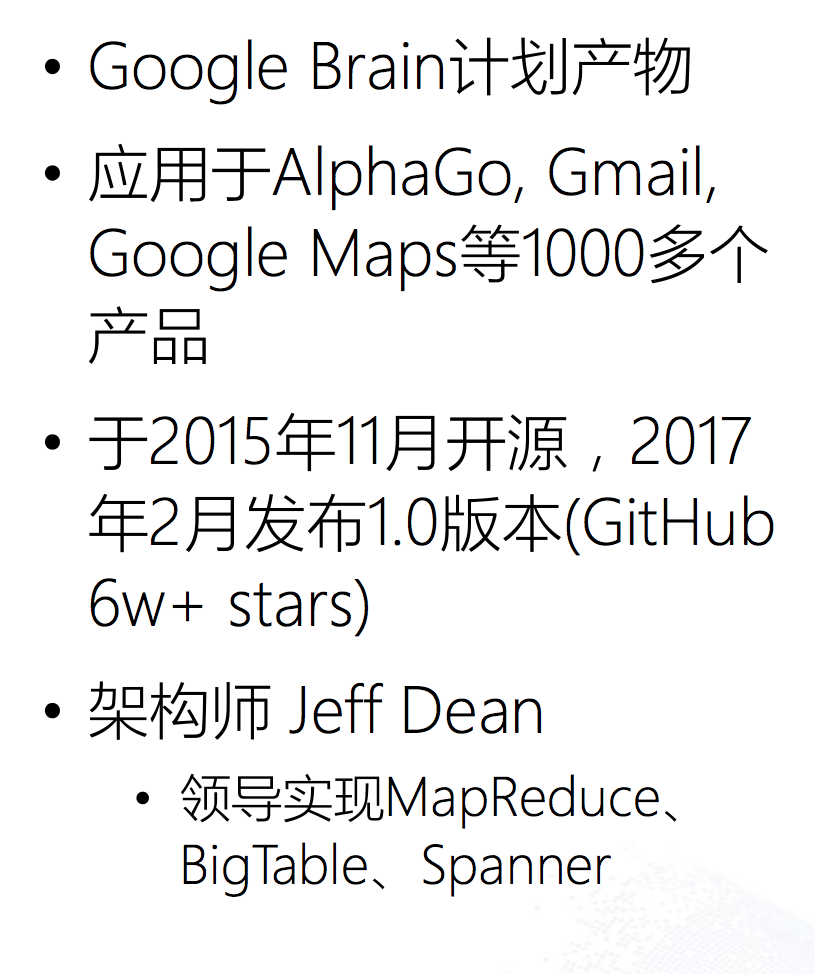 • Google Brain计划产物
• 应用于AlphaGo, Gmail,
Google Maps等1000多个
产品
• 于2015年11月开源，2017
年2月发布1.0版本(GitHub
6w+ stars)
• 架构师 Jeff Dean
• 领导实现MapReduce、
BigTable、Spanner